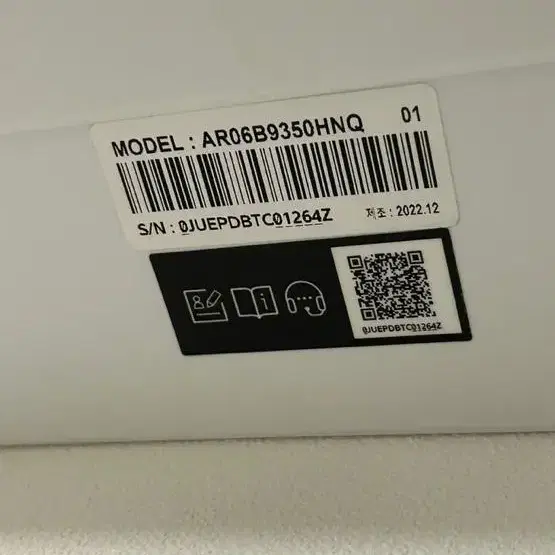 MODEL : AR06B9350HNQ 01
S/N : 0JUEPDBTC01264Z 제조 : 2022.12
0JUEPDBTC01264Z